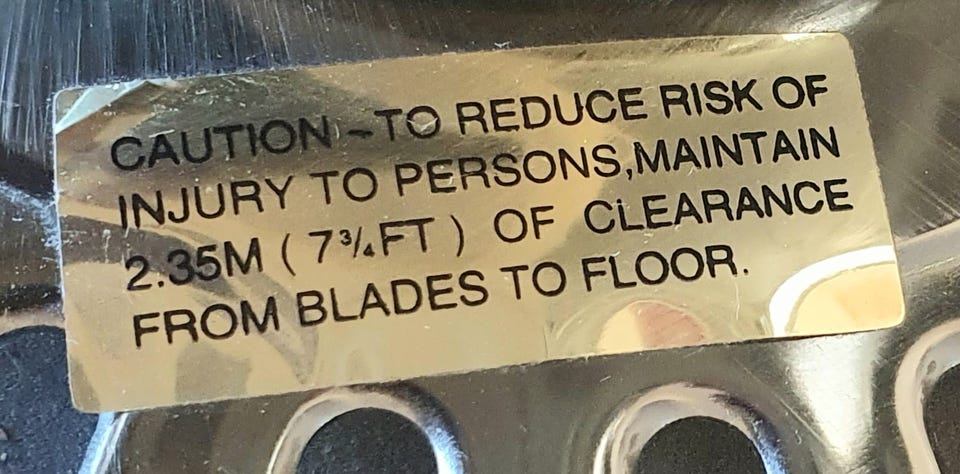 CAUTION -TO REDUCE RISK OF
INJURY TO PERSONS,MAINTAIN
2.35M ( 7¾FT ) OF CLEARANCE
FROM BLADES TO FLOOR.